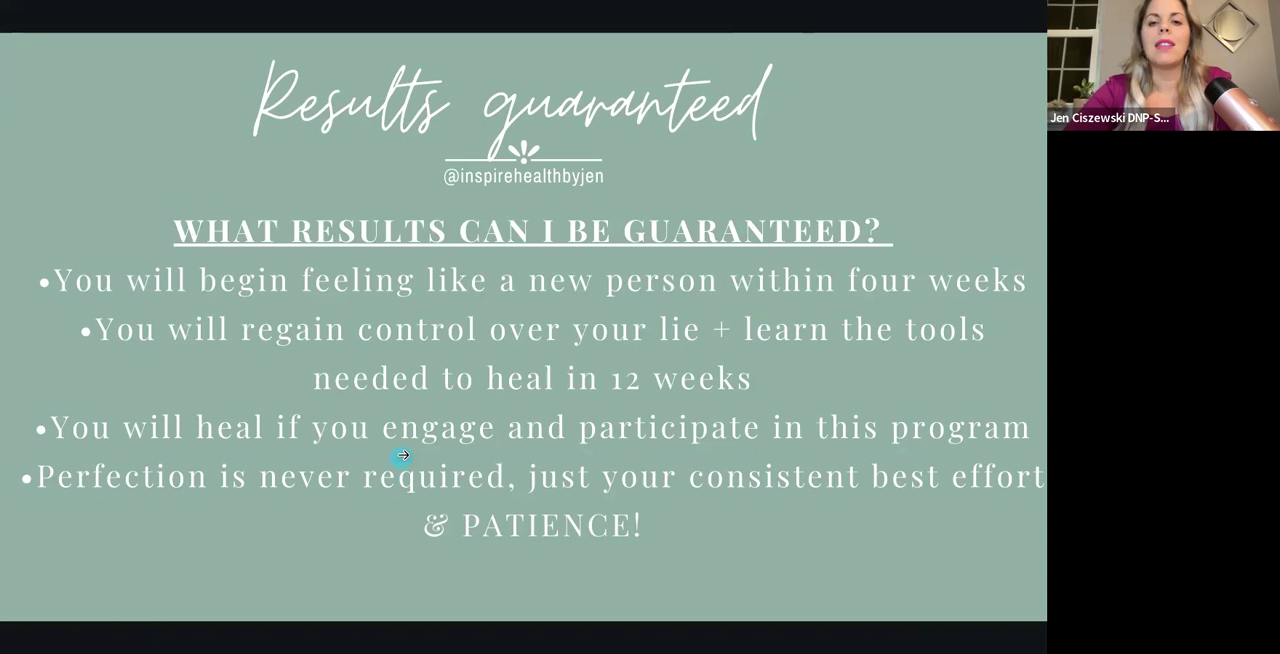 Results guaranteed
@inspirehealthbyjen
WHAT RESULTS CAN I BE GUARANTEED?
•You will begin feeling like a new person within four weeks
•You will regain control over your lie + learn the tools
needed to heal in 12 weeks
•You will heal if you engage and participate in this program
•Perfection is never required, just your consistent best effort
& PATIENCE!
Jen Ciszewski DNP-S...